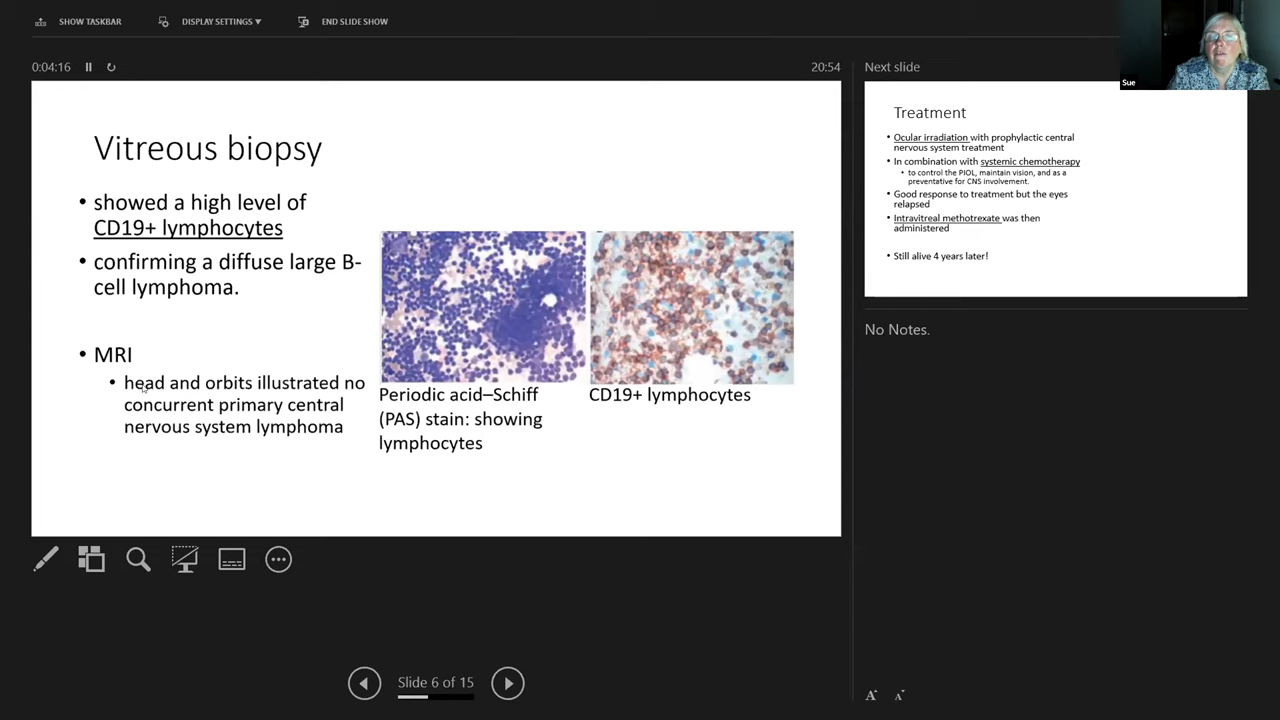 SHOW TASKBAR
DISPLAY SETTINGS ▼
END SLIDE SHOW
0:04:16
20:54
Next slide
Sue
Vitreous biopsy
• showed a high level of
CD19+ lymphocytes
• confirming a diffuse large B-
cell lymphoma.
• MRI
• head and orbits illustrated no
concurrent primary central
nervous system lymphoma
Periodic acid–Schiff
(PAS) stain: showing
lymphocytes
CD19+ lymphocytes
Treatment
• Ocular irradiation with prophylactic central
nervous system treatment
• In combination with systemic chemotherapy
• to control the PIOL, maintain vision, and as a
preventative for CNS involvement.
• Good response to treatment but the eyes
relapsed
• Intravitreal methotrexate was then
administered
• Still alive 4 years later!
No Notes.
Slide 6 of 15
A A